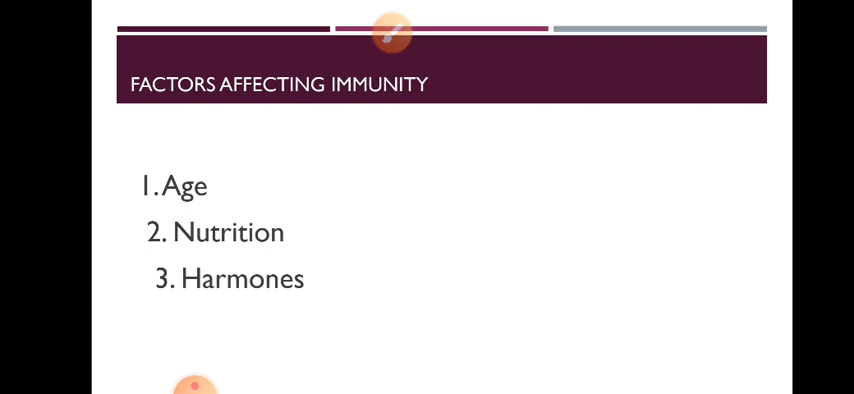 FACTORS AFFECTING IMMUNITY
1. Age
2. Nutrition
3. Harmones